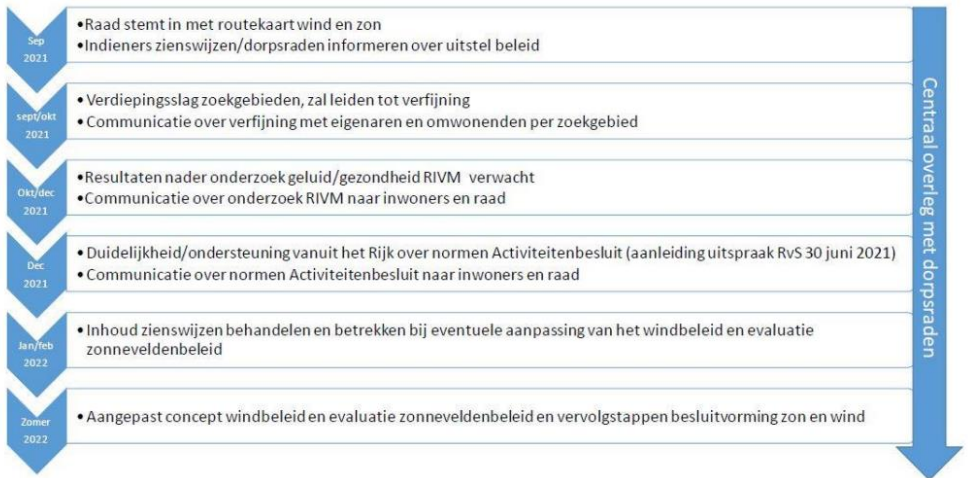 Sep
2021
•Raad stemt in met routekaart wind en zon
•Indieners zienswijzen/dorpsraden informeren over uitstel beleid
sept/okt
2021
•Verdiepingsslag zoekgebieden, zal leiden tot verfijning
•Communicatie over verfijning met eigenaren en omwonenden per zoekgebied
Okt/dec
2021
•Resultaten nader onderzoek geluid/gezondheid RIVM verwacht
•Communicatie over onderzoek RIVM naar inwoners en raad
Dec
2021
•Duidelijkheid/ondersteuning vanuit het Rijk over normen Activiteitenbesluit (aanleiding uitspraak RvS 30 juni 2021)
•Communicatie over normen Activiteitenbesluit naar inwoners en raad
Jan/feb
2022
•Inhoud zienswijzen behandelen en betrekken bij eventuele aanpassing van het windbeleid en evaluatie
zonneveldenbeleid
Zomer
2022
•Aangepast concept windbeleid en evaluatie zonneveldenbeleid en vervolgstappen besluitvorming zon en wind
Centraal overleg met dorpsraden